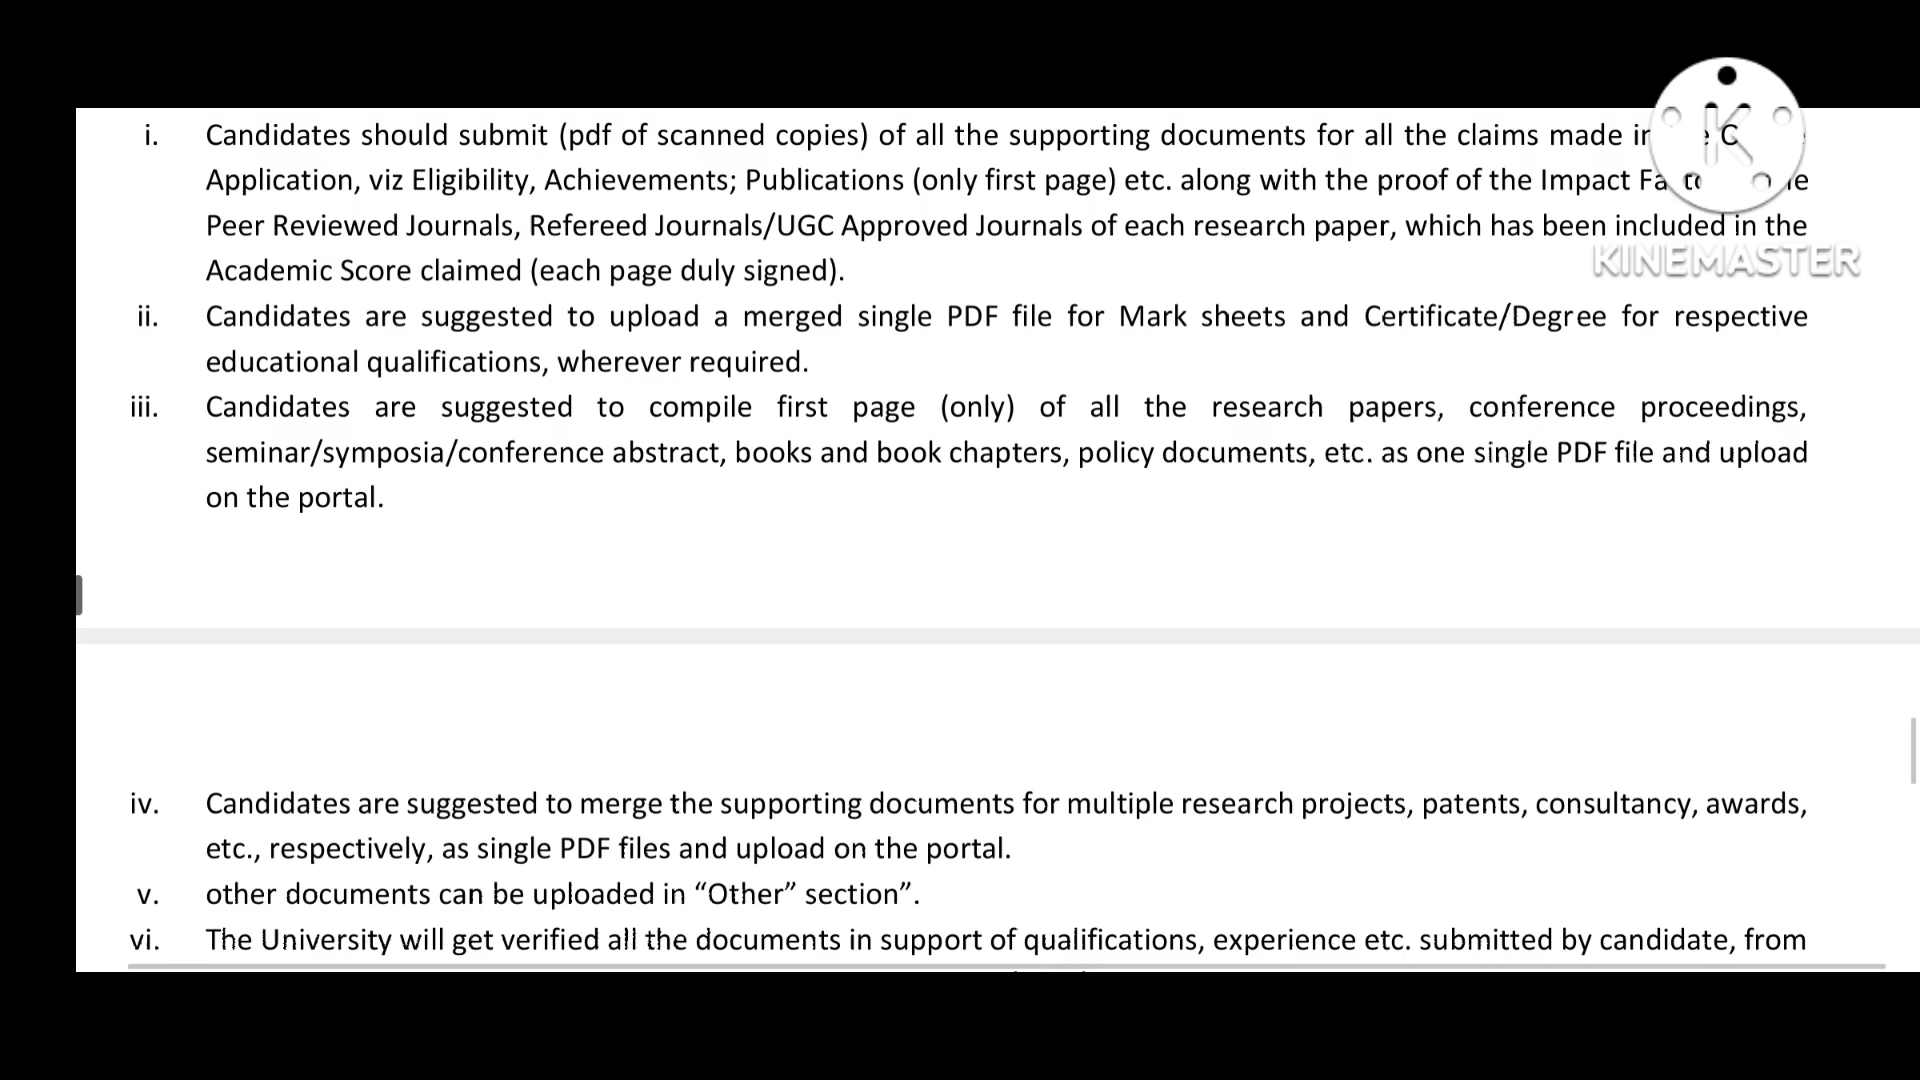 i. Candidates should submit (pdf of scanned copies) of all the supporting documents for all the claims made in
Application, viz Eligibility, Achievements; Publications (only first page) etc. along with the proof of the Impact
Peer Reviewed Journals, Refereed Journals/UGC Approved Journals of each research paper, which has been included in the
Academic Score claimed (each page duly signed).
KINEMASTER
ii. Candidates are suggested to upload a merged single PDF file for Mark sheets and Certificate/Degree for respective
educational qualifications, wherever required.
iii. Candidates are suggested to compile first page (only) of all the research papers, conference proceedings,
seminar/symposia/conference abstract, books and book chapters, policy documents, etc. as one single PDF file and upload
on the portal.
iv. Candidates are suggested to merge the supporting documents for multiple research projects, patents, consultancy, awards,
etc., respectively, as single PDF files and upload on the portal.
v. other documents can be uploaded in “Other” section”.
vi. The University will get verified all the documents in support of qualifications, experience etc. submitted by candidate, from